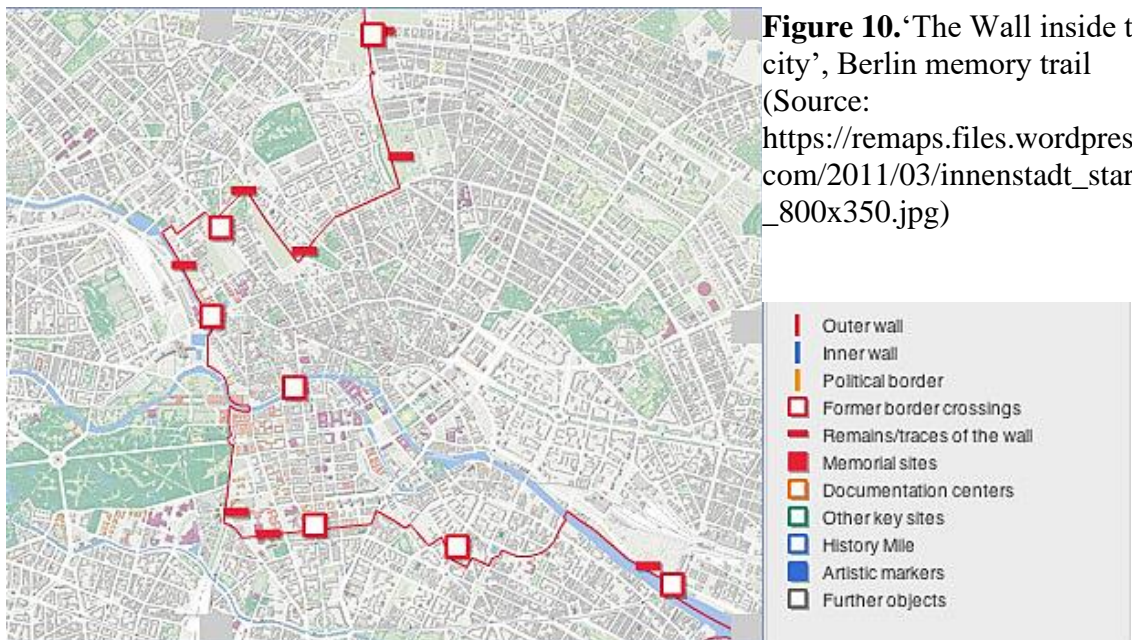 Figure 10.‘The Wall inside t
city’, Berlin memory trail
(Source:
https://remaps.files.wordpres
com/2011/03/innenstadt_star
_800x350.jpg)
Outer wall
Inner wall
Political border
Former border crossings
Remains/traces of the wall
Memorial sites
Documentation centers
Other key sites
History Mile
Artistic markers
Further objects